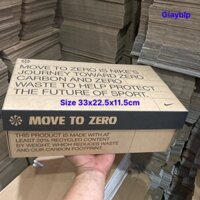 Giaybip
MOVE TO ZERO IS NIKE'S
JOURNEY TOWARD ZERO
CARBON AND ZERO
WASTE TO HELP PROTECT
THE FUTURE OF SPORT.
Size 33x22.5x11.5cm
MOVE TO ZERO
THIS PRODUCT IS MADE WITH AT
LEAST 20% RECYCLED CONTENT
BY WEIGHT, WHICH REDUCES WASTE
AND OUR CARBON FOOTPRINT.